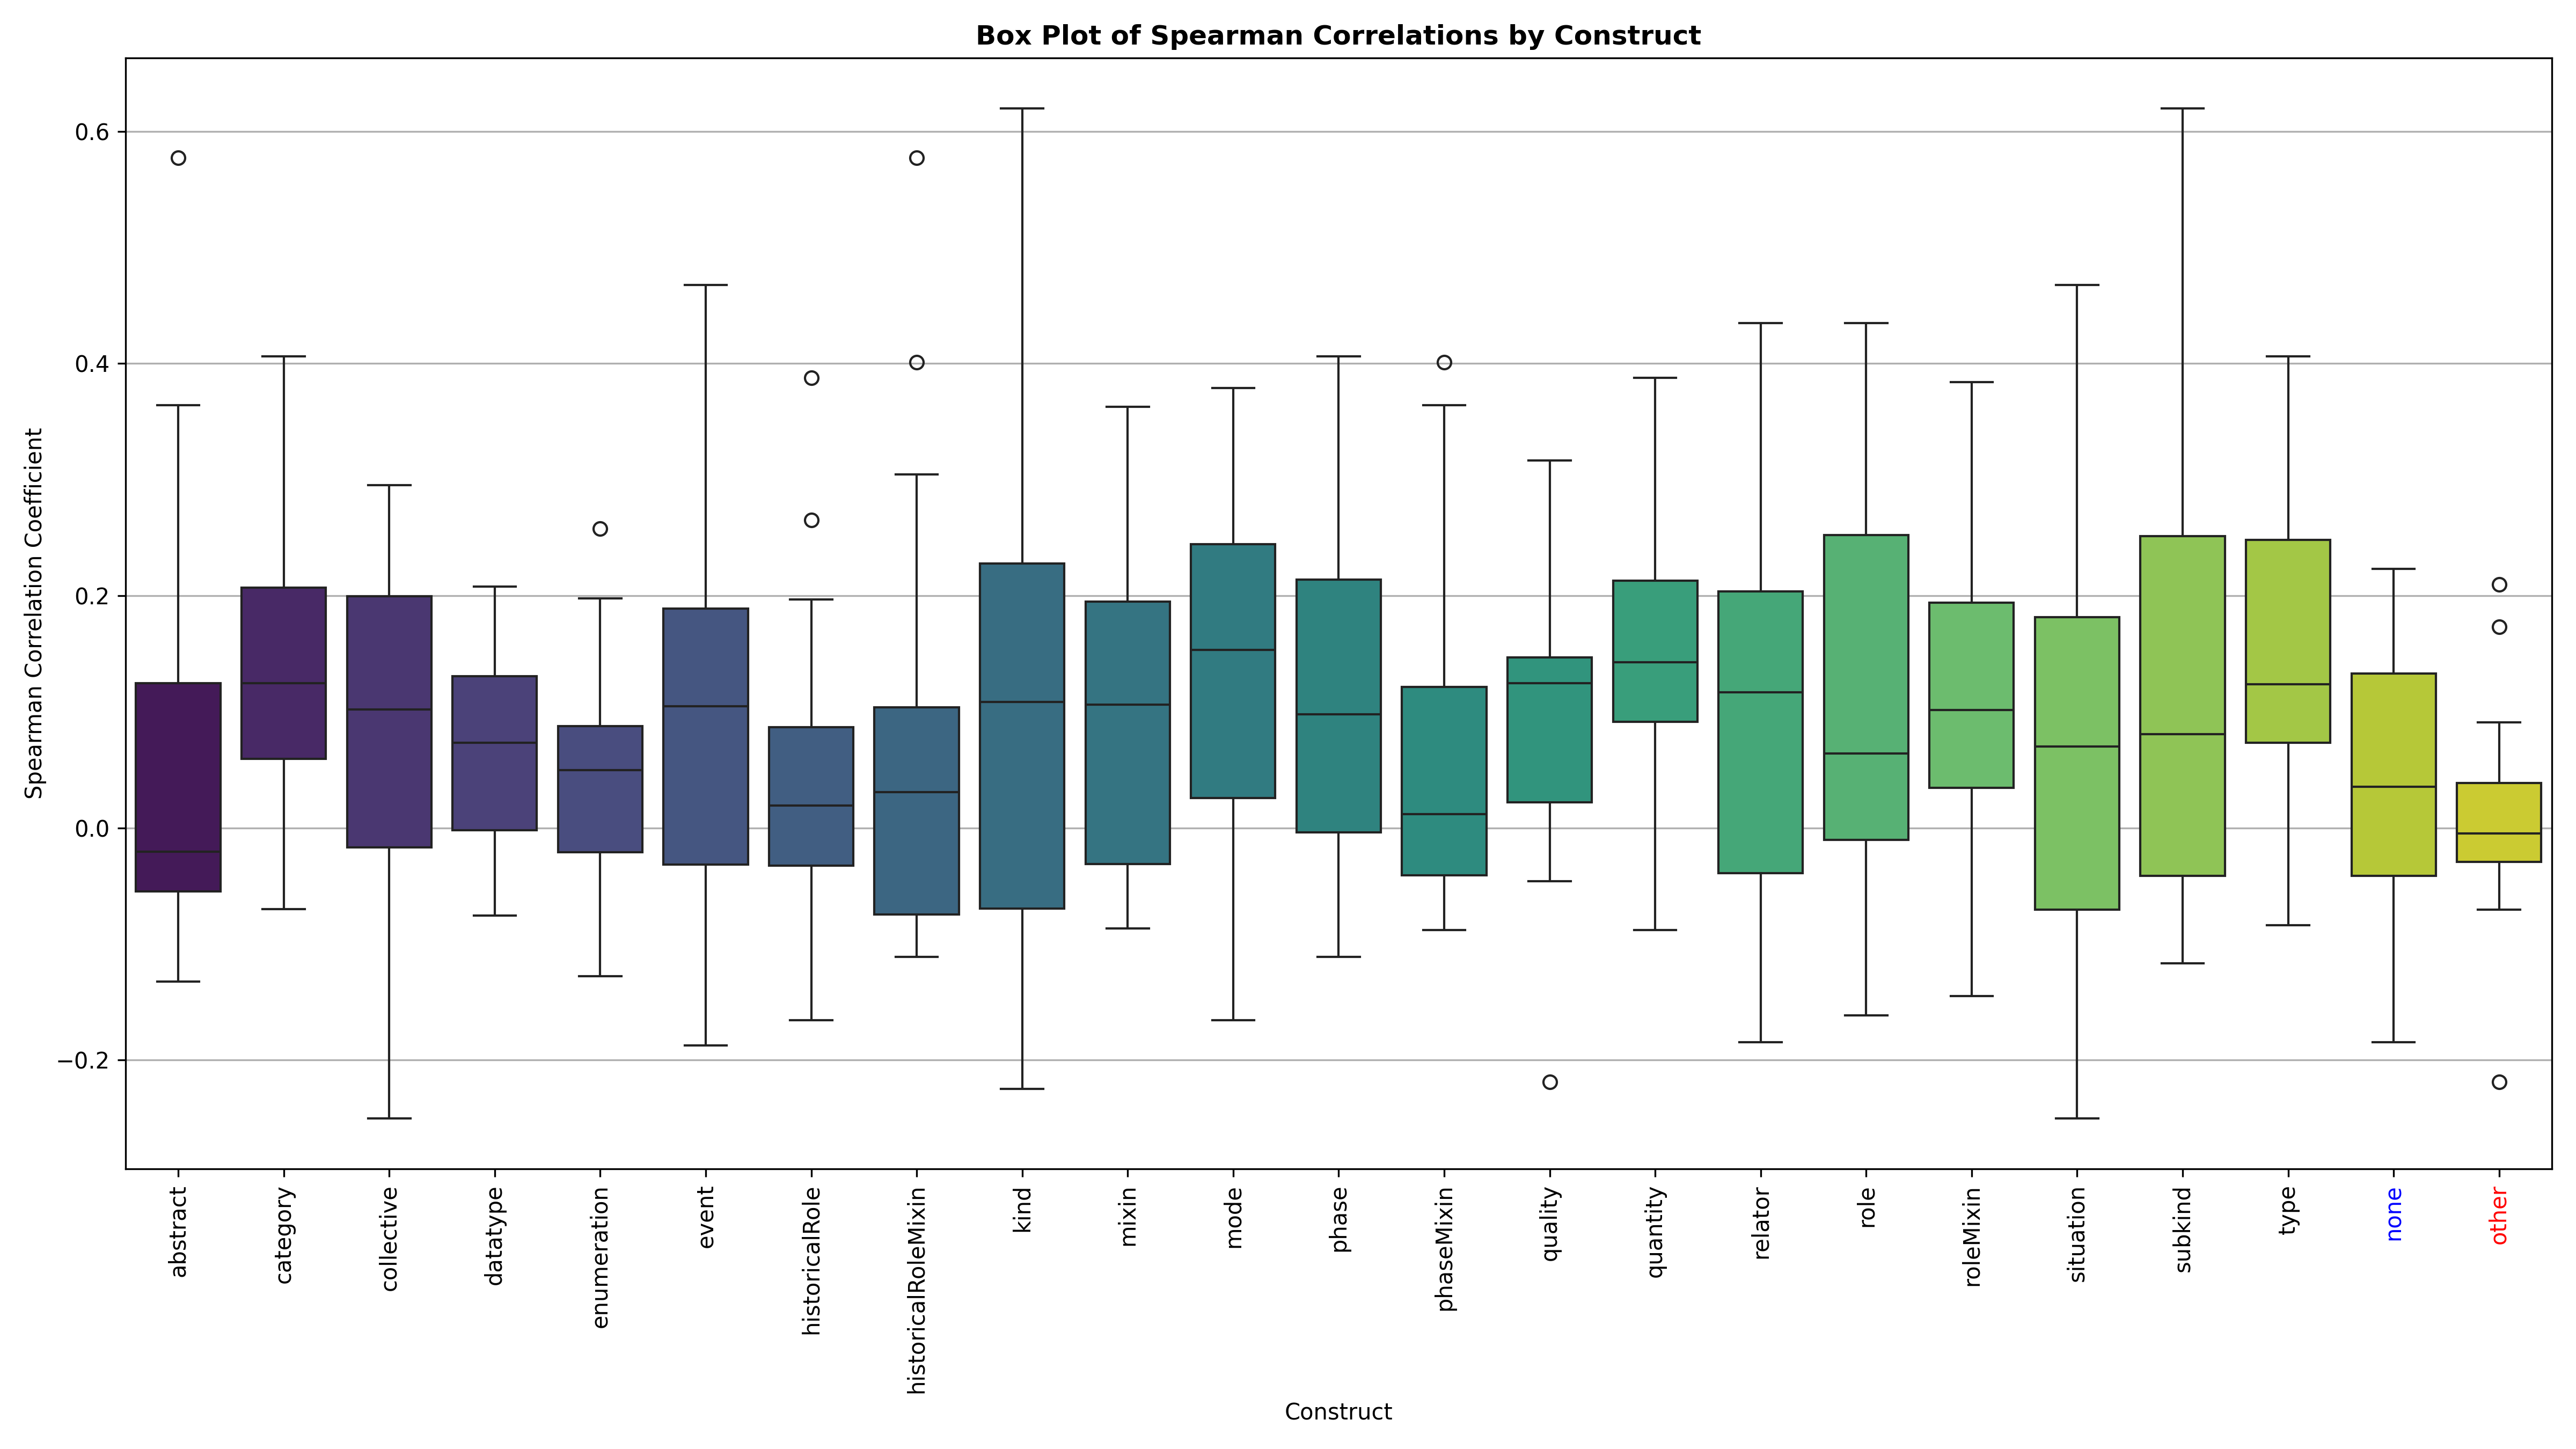 Box Plot of Spearman Correlations by Construct
Spearman Correlation Coefficient
0.6
0.4
0.2
0.0
−0.2
abstract
category
collective
datatype
enumeration
event
historicalRole
historicalRoleMixin
kind
mixin
mode
phase
phaseMixin
quality
quantity
relator
role
roleMixin
situation
subkind
type
none
other
Construct